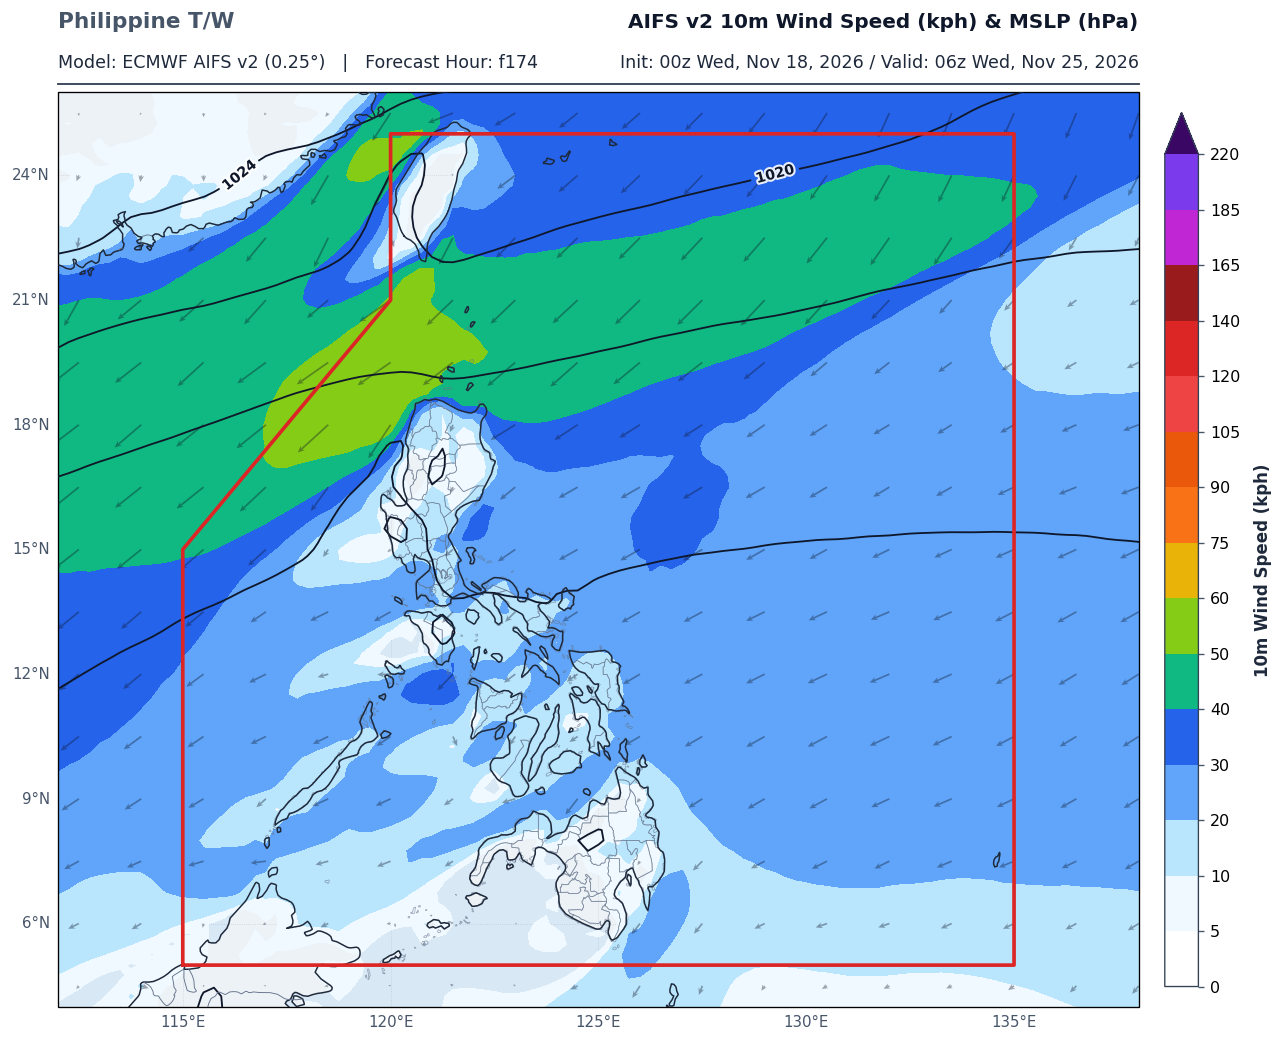 Philippine T/W
AIFS v2 10m Wind Speed (kph) & MSLP (hPa)
Model: ECMWF AIFS v2 (0.25°) | Forecast Hour: f174
Init: 00z Wed, Nov 18, 2026 / Valid: 06z Wed, Nov 25, 2026
24°N
21°N
18°N
15°N
12°N
9°N
6°N
1024
1020
115°E
120°E
125°E
130°E
135°E
220
185
165
140
120
105
90
75
60
50
40
30
20
10
5
0
10m Wind Speed (kph)